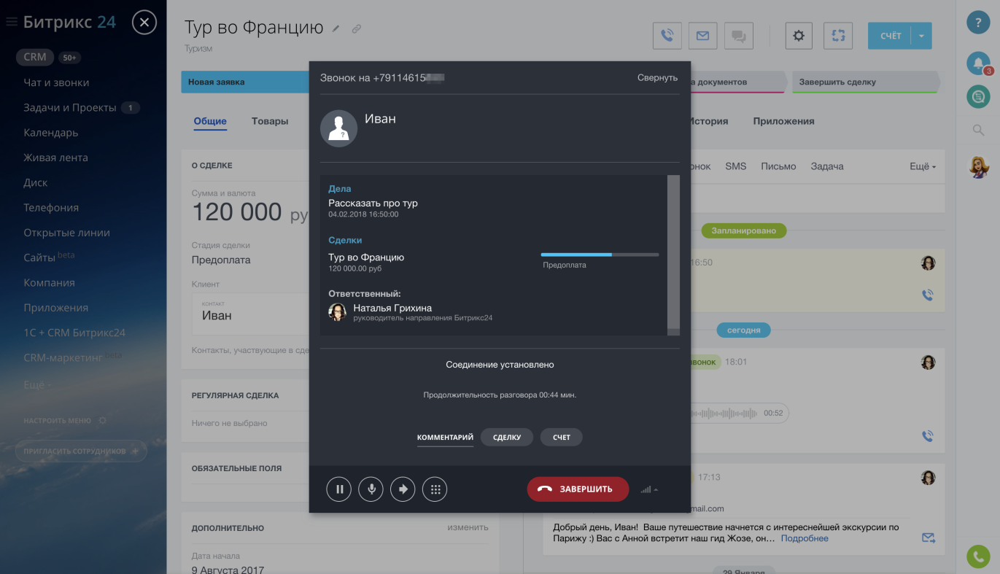 Битрикс 24
CRM 50+
Чат и звонки
Задачи и Проекты 1
Календарь
Живая лента
Диск
Телефония
Открытые линии
Сайты beta
Компания
Приложения
1С + CRM Битрикс24
CRM-маркетинг beta
Ещё
НАСТРОИТЬ МЕНЮ
ПРИГЛАСИТЬ СОТРУДНИКОВ +
Тур во Францию
Туризм
СЧЁТ
Новая заявка
документов
Завершить сделку
Общие
Товары
История
Приложения
О СДЕЛКЕ
Сумма и валюта
120 000 ру
Стадия сделки
Предоплата
Клиент
КОНТАКТ
Иван
Контакты, участвующие в сде
РЕГУЛЯРНАЯ СДЕЛКА
Ничего не выбрано
ОБЯЗАТЕЛЬНЫЕ ПОЛЯ
ДОПОЛНИТЕЛЬНО
изменить
Дата начала
9 Августа 2017
Звонок на +79114615
Свернуть
Иван
Дела
Рассказать про тур
04.02.2018 16:50:00
Сделки
Тур во Францию
120 000.00 руб
Предоплата
Ответственный:
Наталья Грихина
руководитель направления Битрикс24
Соединение установлено
Продолжительность разговора 00:44 мин.
КОММЕНТАРИЙ
СДЕЛКУ
СЧЕТ
ЗАВЕРШИТЬ
онок
SMS
Письмо
Задача
Ещё
Запланировано
16:50
сегодня
звонок 18:01
00:52
17:13
mail.com
Добрый день, Иван! Ваше путешествие начнется с интереснейшей экскурсии по
Парижу :) Вас с Анной встретит наш гид Жозе, он… Подробнее
29 Января
?
3